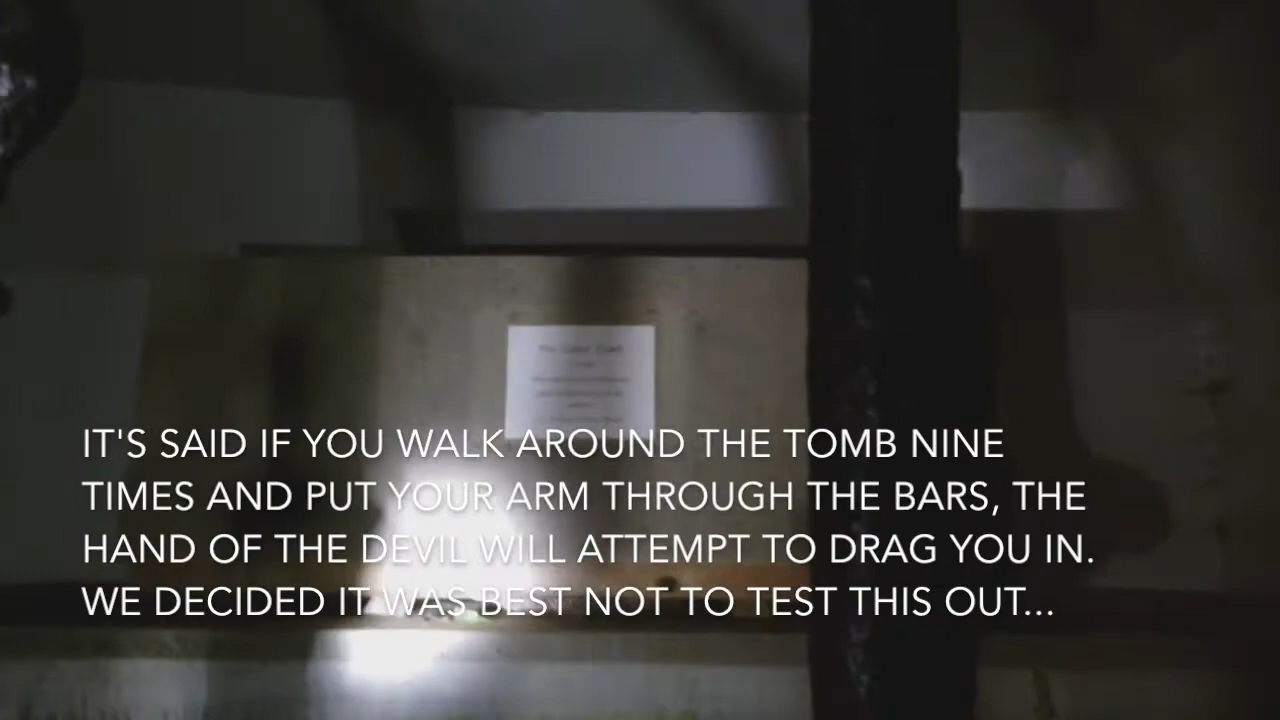 IT'S SAID IF YOU WALK AROUND THE TOMB NINE
TIMES AND PUT YOUR ARM THROUGH THE BARS, THE
HAND OF THE DEVIL WILL ATTEMPT TO DRAG YOU IN.
WE DECIDED IT WAS BEST NOT TO TEST THIS OUT...